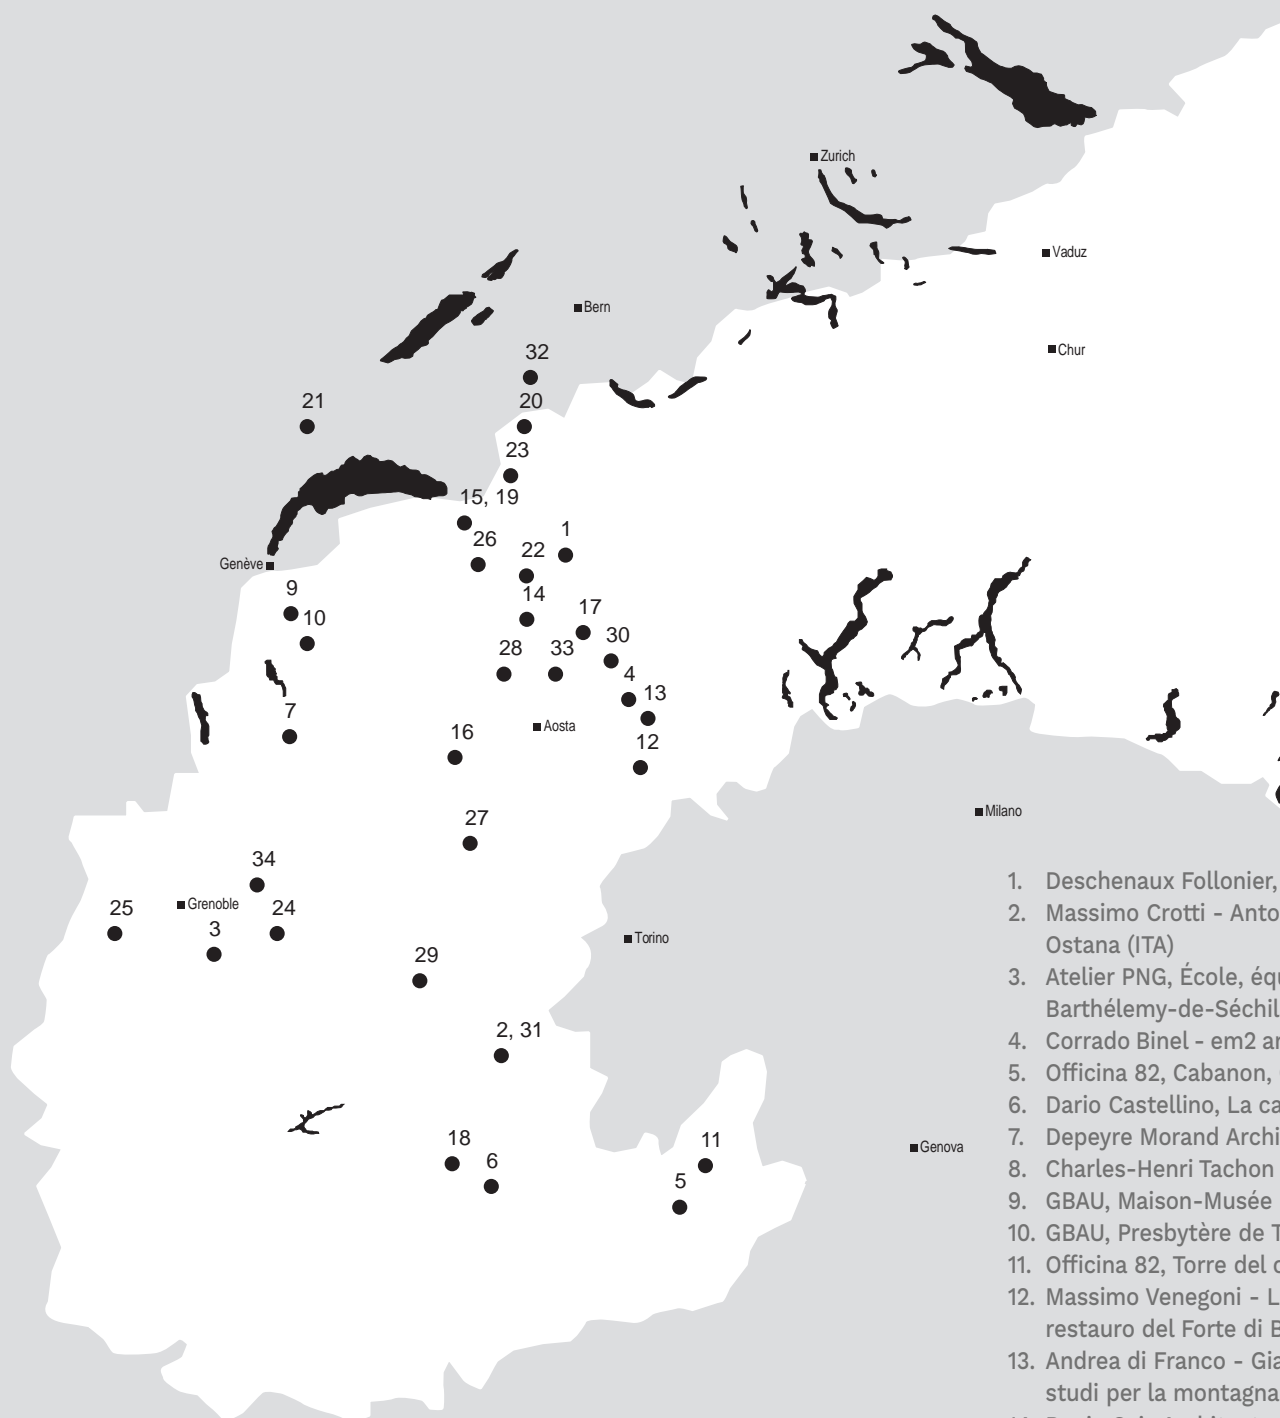 Zurich
Vaduz
Bern
Chur
32
21
20
23
15, 19
1
26
22
Genève
9
14
10
17
30
28
33
4
13
7
Aosta
16
12
Milano
27
34
Grenoble
25
24
3
Torino
29
2, 31
18
11
Genova
6
5
1. Deschenaux Follonier,
2. Massimo Crotti - Anto
Ostana (ITA)
3. Atelier PNG, École, équ
Barthélemy-de-Séchil
4. Corrado Binel - em2 ar
5. Officina 82, Cabanon,
6. Dario Castellino, La ca
7. Depeyre Morand Archi
8. Charles-Henri Tachon
9. GBAU, Maison-Musée
10. GBAU, Presbytère de T
11. Officina 82, Torre del c
12. Massimo Venegoni - L
restauro del Forte di B
13. Andrea di Franco - Gia
studi per la montagna